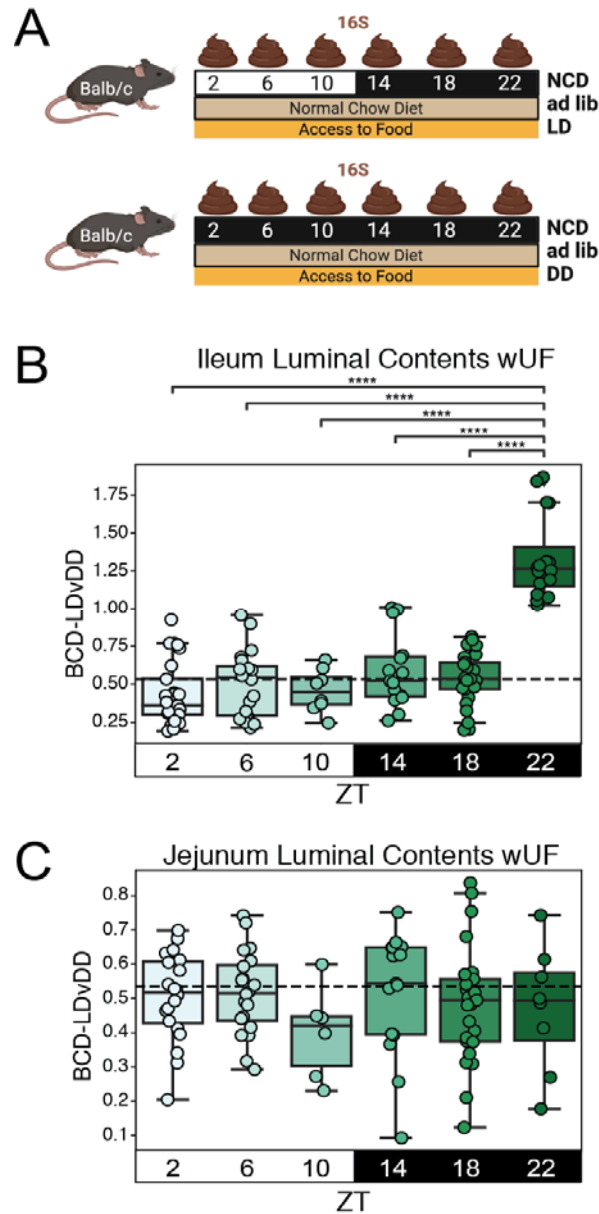 A
16S
Balb/c
2 6 10 14 18 22 NCD
Normal Chow Diet ad lib
Access to Food LD
16S
Balb/c
2 6 10 14 18 22 NCD
Normal Chow Diet ad lib
Access to Food DD
B
Ileum Luminal Contents wUF
****
****
****
****
****
BCD-LDvDD
1.75
1.50
1.25
1.00
0.75
0.50
0.25
2 6 10 14 18 22
ZT
C
Jejunum Luminal Contents wUF
BCD-LDvDD
0.8
0.7
0.6
0.5
0.4
0.3
0.2
0.1
2 6 10 14 18 22
ZT